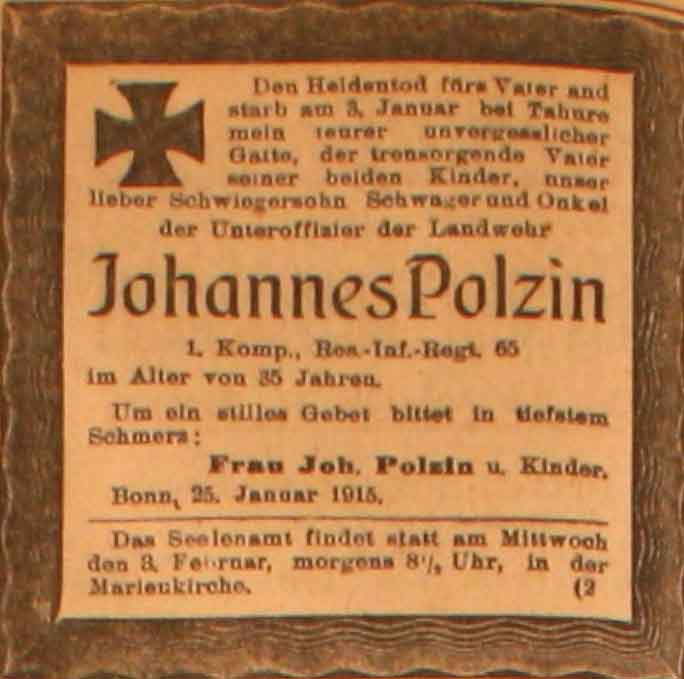 Den Heldentod fürs Vaterland
starb am 3. Januar bei Tahure
mein teurer unvergesslicher
Gatte, der treusorgende Vater
seiner beiden Kinder, unser
lieber Schwiegersohn Schwager und Onkel
der Unteroffizier der Landwehr
Johannes Polzin
1. Komp., Res.-Inf.-Regt. 65
im Alter von 35 Jahren.
Um ein stilles Gebet bittet in tiefstem
Schmerz:
Frau Joh. Polzin u. Kinder.
Bonn, 25. Januar 1915.
Das Seelenamt findet statt am Mittwoch
den 3. Februar, morgens 8½ Uhr, in der
Marienkirche. (2